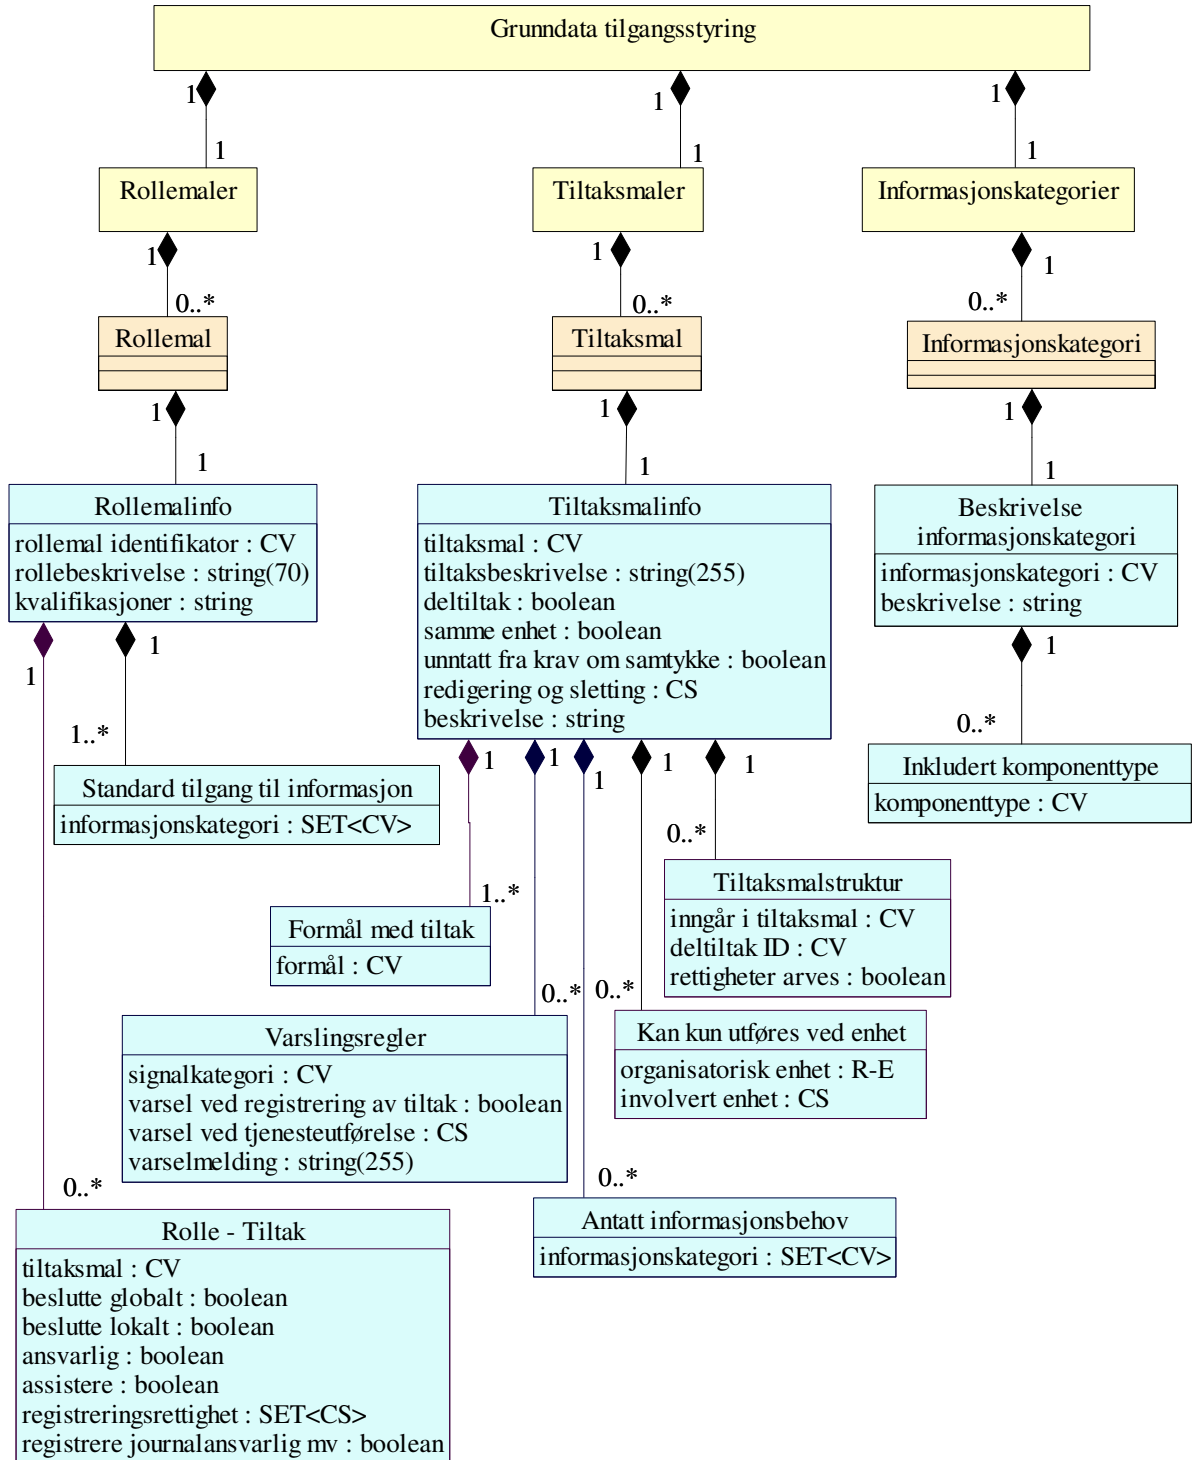 Grunndata tilgangsstyring
1
1
1
1
1
1
Rollemaler
Tiltaksmaler
Informasjonskategorier
1
1
1
0..*
0..*
0..*
Rollemal
Tiltaksmal
Informasjonskategori
1
1
1
1
1
1
Rollemalinfo
rollemal identifikator : CV
rollebeskrivelse : string(70)
kvalifikasjoner : string
Tiltaksmalinfo
tiltaksmal : CV
tiltaksbeskrivelse : string(255)
deltiltak : boolean
samme enhet : boolean
unntatt fra krav om samtykke : boolean
redigering og sletting : CS
beskrivelse : string
Beskrivelse
informasjonskategori
informasjonskategori : CV
beskrivelse : string
1
1
1
1..*
0..*
Standard tilgang til informasjon
informasjonskategori : SET<CV>
Inkludert komponenttype
komponenttype : CV
1
1
1
1
1
0..*
Tiltaksmalstruktur
inngår i tiltaksmal : CV
deltiltak ID : CV
rettigheter arves : boolean
1..*
Formål med tiltak
formål : CV
0..*
0..*
Varslingsregler
signalkategori : CV
varsel ved registrering av tiltak : boolean
varsel ved tjenesteutførelse : CS
varselmelding : string(255)
Kan kun utføres ved enhet
organisatorisk enhet : R-E
involvert enhet : CS
0..*
0..*
Antatt informasjonsbehov
informasjonskategori : SET<CV>
Rolle - Tiltak
tiltaksmal : CV
beslutte globalt : boolean
beslutte lokalt : boolean
ansvarlig : boolean
assistere : boolean
registreringsrettighet : SET<CS>
registrere journalansvarlig mv : boolean